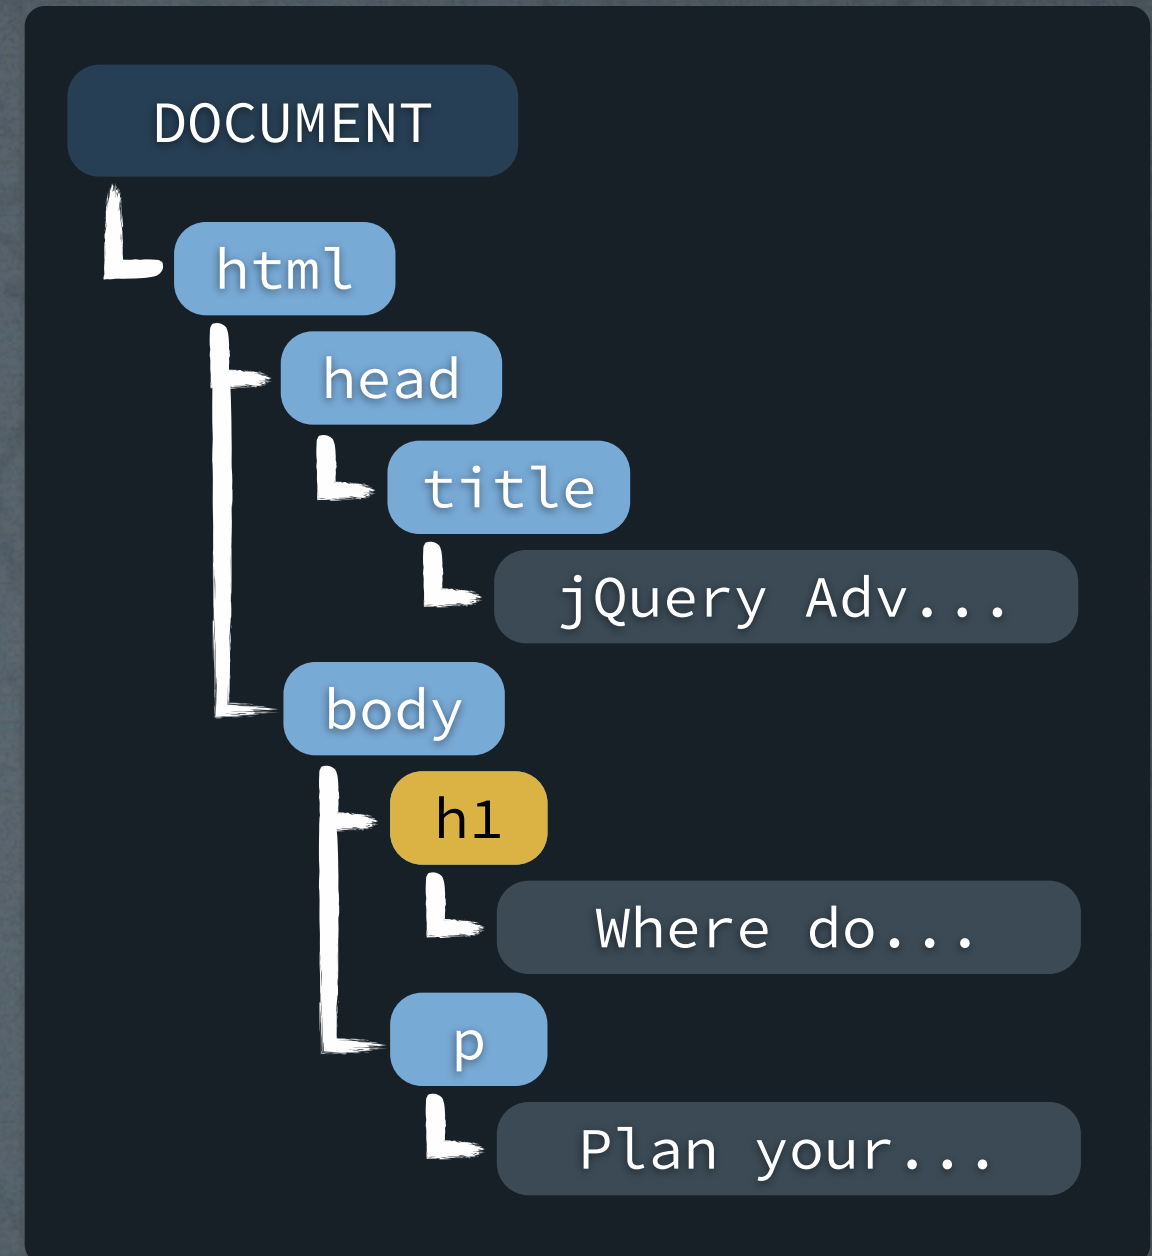 DOCUMENT
html
head
title
jQuery Adv...
body
h1
Where do...
p
Plan your...